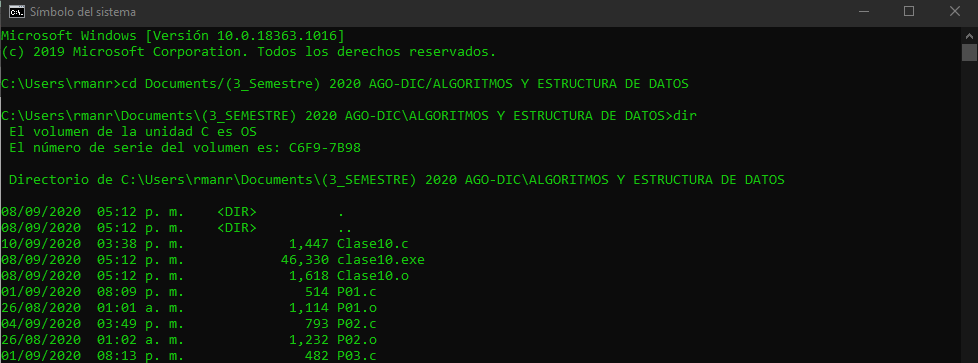 Símbolo del sistema
Microsoft Windows [Versión 10.0.18363.1016]
(c) 2019 Microsoft Corporation. Todos los derechos reservados.
C:\Users\rmanr>cd Documents/(3_Semestre) 2020 AGO-DIC/ALGORITMOS Y ESTRUCTURA DE DATOS
C:\Users\rmanr\Documents\(3_SEMESTRE) 2020 AGO-DIC\ALGORITMOS Y ESTRUCTURA DE DATOS>dir
El volumen de la unidad C es OS
El número de serie del volumen es: C6F9-7B98
Directorio de C:\Users\rmanr\Documents\(3_SEMESTRE) 2020 AGO-DIC\ALGORITMOS Y ESTRUCTURA DE DATOS
08/09/2020  05:12 p. m.    <DIR>          .
08/09/2020  05:12 p. m.    <DIR>          ..
10/09/2020  03:38 p. m.             1,447 Clase10.c
08/09/2020  05:12 p. m.            46,330 clase10.exe
08/09/2020  05:12 p. m.             1,618 Clase10.o
01/09/2020  08:09 p. m.               514 P01.c
26/08/2020  01:01 a. m.             1,114 P01.o
04/09/2020  03:49 p. m.               793 P02.c
26/08/2020  01:02 a. m.             1,232 P02.o
01/09/2020  08:13 p. m.               482 P03.c